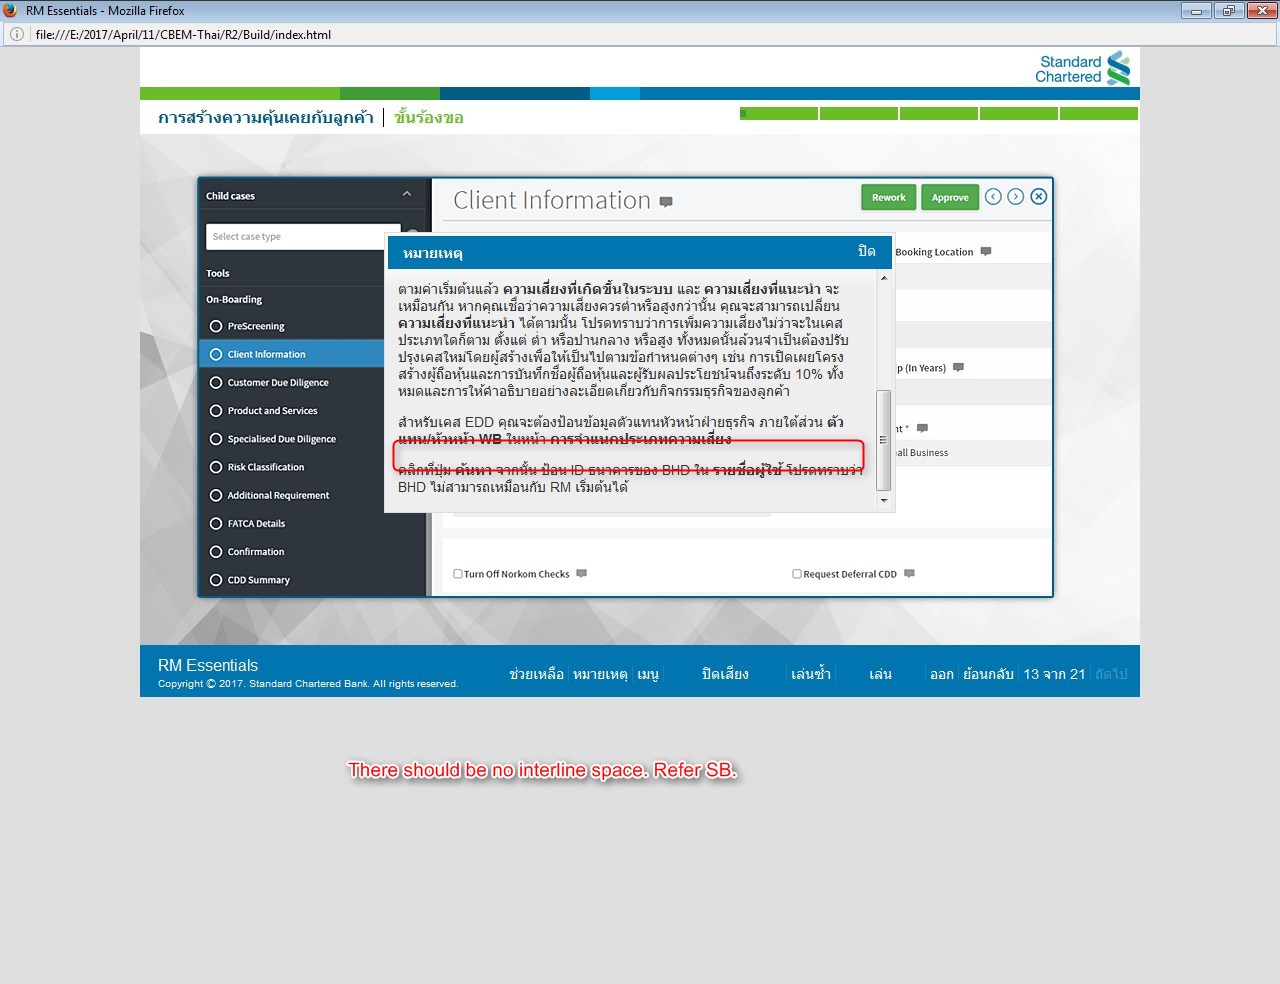 RM Essentials - Mozilla Firefox
file:///E:/2017/April/11/CBEM-Thai/R2/Build/index.html
Standard
Chartered
การสร้างความคุ้นเคยกับลูกค้า | ขั้นร้องขอ
Child cases
Client Information
Rework
Approve
Select case type
หมายเหตุ
ปิด
Booking Location
Tools
On-Boarding
PreScreening
Client Information
Customer Due Diligence
Product and Services
Specialised Due Diligence
Risk Classification
Additional Requirement
FATCA Details
Confirmation
CDD Summary
ตามค่าเริ่มต้นแล้ว ความเสี่ยงที่เกิดขึ้นในระบบ และ ความเสี่ยงที่แนะนำ จะ
เหมือนกัน หากคุณเชื่อว่าความเสี่ยงควรต่ำหรือสูงกว่านั้น คุณจะสามารถเปลี่ยน
ความเสี่ยงที่แนะนำ ได้ตามนั้น โปรดทราบว่าการเพิ่มความเสี่ยงไม่ว่าจะในเคส
ประเภทใดก็ตาม ตั้งแต่ ต่ำ หรือปานกลาง หรือสูง ทั้งหมดนั้นล้วนจำเป็นต้องปรับ
ปรุงเคสใหม่โดยผู้สร้างเพื่อให้เป็นไปตามข้อกำหนดต่างๆ เช่น การเปิดเผยโครง
สร้างผู้ถือหุ้นและการบันทึกชื่อผู้ถือหุ้นและผู้รับผลประโยชน์จนถึงระดับ 10% ทั้ง
หมดและการให้คำอธิบายอย่างละเอียดเกี่ยวกับกิจกรรมธุรกิจของลูกค้า
สำหรับเคส EDD คุณจะต้องป้อนข้อมูลตัวแทนหัวหน้าฝ่ายธุรกิจ ภายใต้ส่วน ตัว
แทน/หัวหน้า WB ในหน้า การจำแนกประเภทความเสี่ยง
คลิกที่ปุ่ม ค้นหา จากนั้น ป้อน ID ธนาคารของ BHD ใน รายชื่อผู้ใช้ โปรดทราบว่า
BHD ไม่สามารถเหมือนกับ RM เริ่มต้นได้
p (In Years)
nt *
all Business
Turn Off Norkom Checks
Request Deferral CDD
RM Essentials
Copyright © 2017. Standard Chartered Bank. All rights reserved.
ช่วยเหลือ หมายเหตุ เมนู ปิดเสียง เล่นซ้ำ เล่น ออก ย้อนกลับ 13 จาก 21 ถัดไป
There should be no interline space. Refer SB.